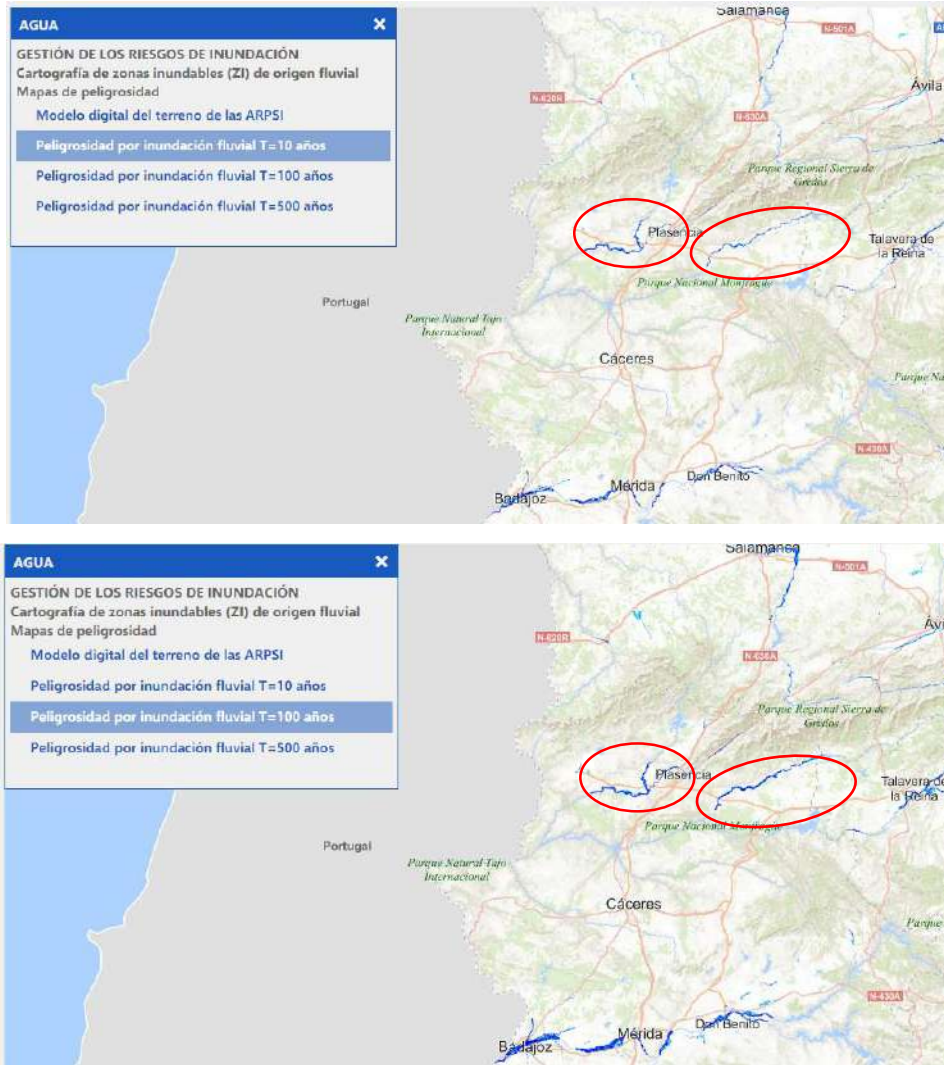 AGUA
GESTIÓN DE LOS RIESGOS DE INUNDACIÓN
Cartografía de zonas inundables (ZI) de origen fluvial
Mapas de peligrosidad
Modelo digital del terreno de las ARPSI
Peligrosidad por inundación fluvial T=10 años
Peligrosidad por inundación fluvial T=100 años
Peligrosidad por inundación fluvial T=500 años
Salamanca
N-501A
Ávila
N-620R
N-630A
Parque Regional Sierra de
Gredos
Plasencia
Talavera de
la Reina
Parque Nacional Monfragüe
Portugal
Parque Natural Tajo
Internacional
Cáceres
Parque Na
N-430A
Don Benito
Mérida
Badajoz
AGUA
GESTIÓN DE LOS RIESGOS DE INUNDACIÓN
Cartografía de zonas inundables (ZI) de origen fluvial
Mapas de peligrosidad
Modelo digital del terreno de las ARPSI
Peligrosidad por inundación fluvial T=10 años
Peligrosidad por inundación fluvial T=100 años
Peligrosidad por inundación fluvial T=500 años
Salamanca
N-501A
Ávi
N-620R
N-630A
Parque Regional Sierra de
Gredos
Plasencia
Talavera de
la Reina
Parque Nacional Monfragüe
Portugal
Parque Natural Tajo
Internacional
Cáceres
Parque
N-430A
Don Benito
Mérida
Badajoz